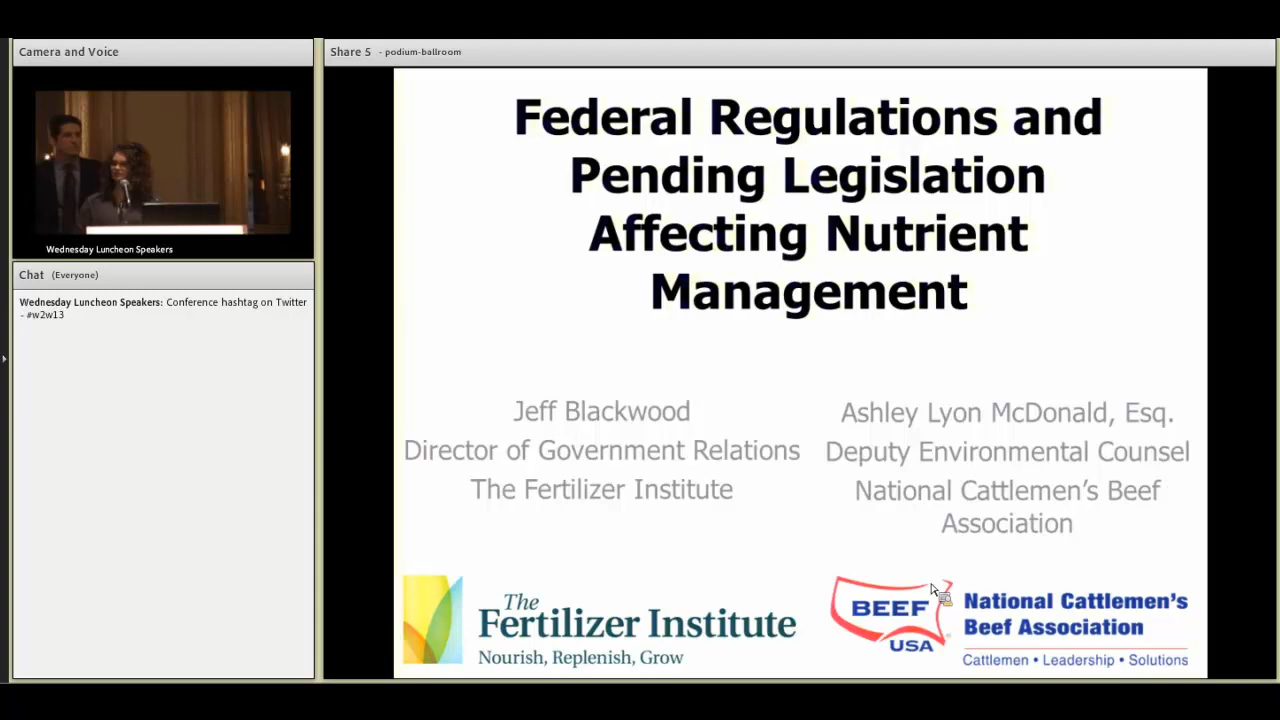 Camera and Voice
Wednesday Luncheon Speakers
Chat (Everyone)
Wednesday Luncheon Speakers: Conference hashtag on Twitter
- #w2w13
Share 5 - podium-ballroom
Federal Regulations and
Pending Legislation
Affecting Nutrient
Management
Jeff Blackwood
Director of Government Relations
The Fertilizer Institute
Ashley Lyon McDonald, Esq.
Deputy Environmental Counsel
National Cattlemen’s Beef
Association
The
Fertilizer Institute
Nourish, Replenish, Grow
BEEF
USA
National Cattlemen's
Beef Association
Cattlemen • Leadership • Solutions